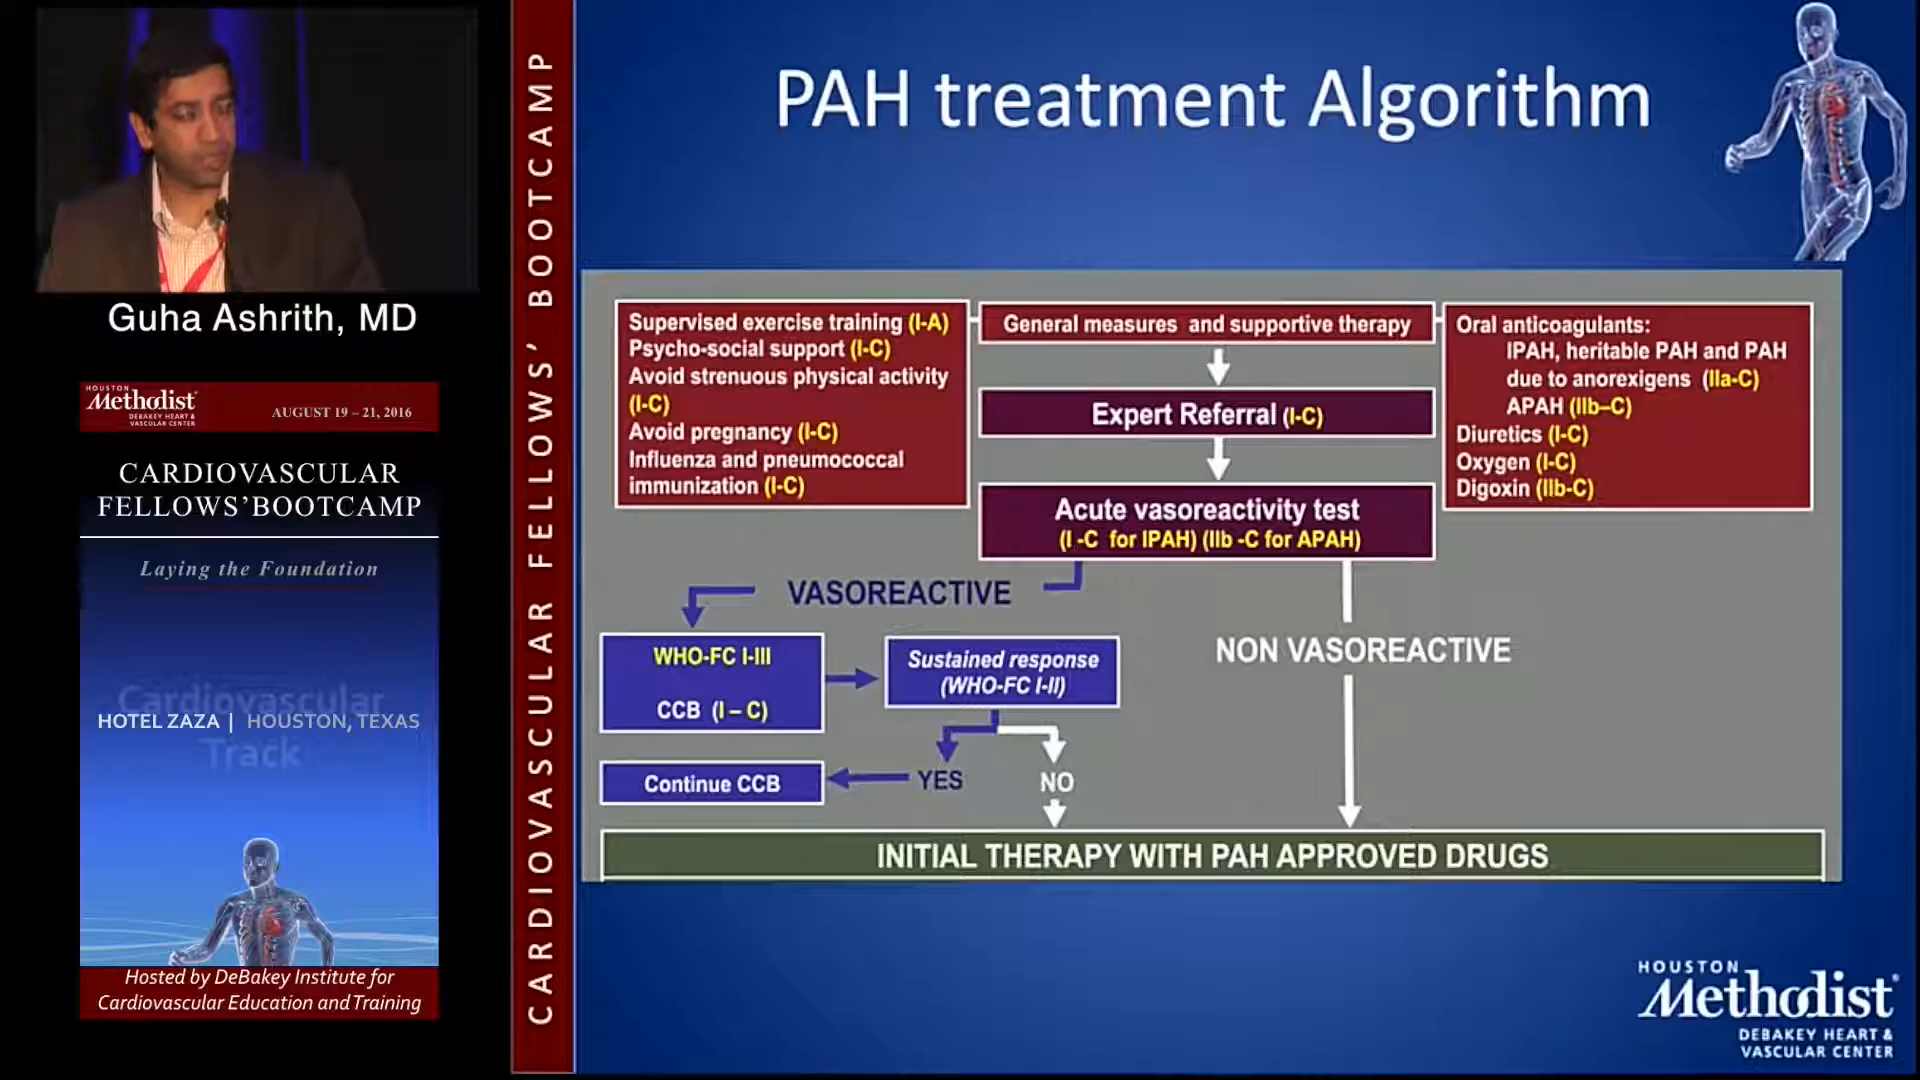 Guha Ashrith, MD
HOUSTON
Methodist
DEBAKEY HEART &
VASCULAR CENTER
AUGUST 19 – 21, 2016
CARDIOVASCULAR
FELLOWS'BOOTCAMP
Laying the Foundation
Cardiovascular
HOTEL ZAZA | HOUSTON, TEXAS
Track
Hosted by DeBakey Institute for
Cardiovascular Education and Training
CARDIOVASCULAR FELLOWS' BOOTCAMP
PAH treatment Algorithm
Supervised exercise training (I-A)
Psycho-social support (I-C)
Avoid strenuous physical activity
(I-C)
Avoid pregnancy (I-C)
Influenza and pneumococcal
immunization (I-C)
General measures and supportive therapy
Expert Referral (I-C)
Acute vasoreactivity test
(I -C for IPAH) (IIb -C for APAH)
Oral anticoagulants:
IPAH, heritable PAH and PAH
due to anorexigens (IIa-C)
APAH (IIb–C)
Diuretics (I-C)
Oxygen (I-C)
Digoxin (IIb-C)
VASOREACTIVE
NON VASOREACTIVE
WHO-FC I-III
CCB (I – C)
Sustained response
(WHO-FC I-II)
Continue CCB
YES
NO
INITIAL THERAPY WITH PAH APPROVED DRUGS
HOUSTON
Methodist
DEBAKEY HEART &
VASCULAR CENTER